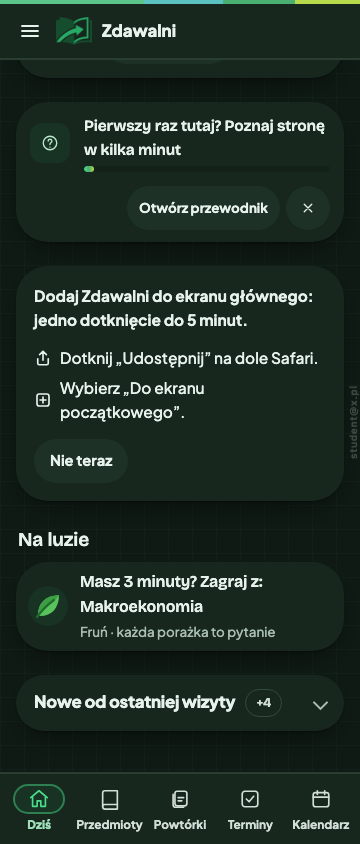 Zdawalni
Pierwszy raz tutaj? Poznaj stronę
w kilka minut
Otwórz przewodnik
Dodaj Zdawalni do ekranu głównego:
jedno dotknięcie do 5 minut.
Dotknij „Udostępnij” na dole Safari.
Wybierz „Do ekranu
początkowego”.
Nie teraz
student@x.pl
Na luzie
Masz 3 minuty? Zagraj z:
Makroekonomia
Fruń · każda porażka to pytanie
Nowe od ostatniej wizyty +4
Dziś Przedmioty Powtórki Terminy Kalendarz